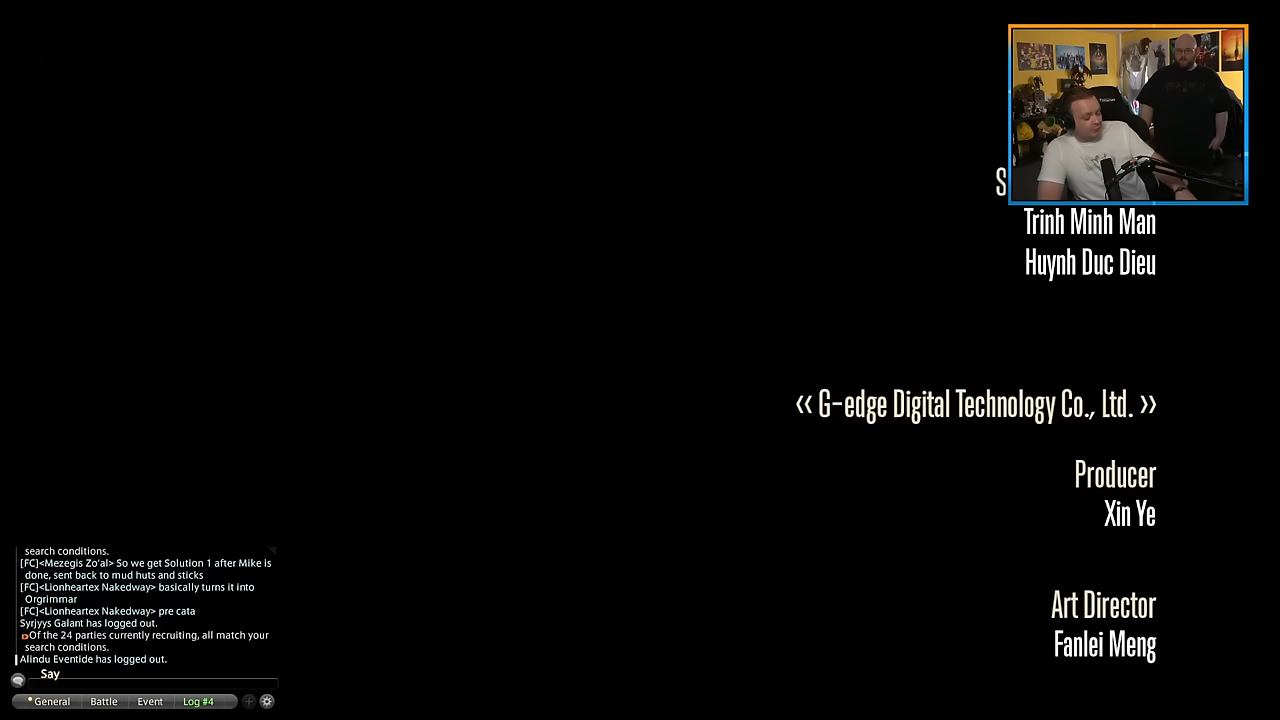 S
Trinh Minh Man
Huynh Duc Dieu
‹‹ G-edge Digital Technology Co., Ltd. ››
Producer
Xin Ye
Art Director
Fanlei Meng
search conditions.
[FC]<Mezegis Zo'al> So we get Solution 1 after Mike is
done, sent back to mud huts and sticks
[FC]<Lionheartex Nakedway> basically turns it into
Orgrimmar
[FC]<Lionheartex Nakedway> pre cata
Syrjyys Galant has logged out.
Of the 24 parties currently recruiting, all match your
search conditions.
Alindu Eventide has logged out.
Say
General Battle Event Log #4